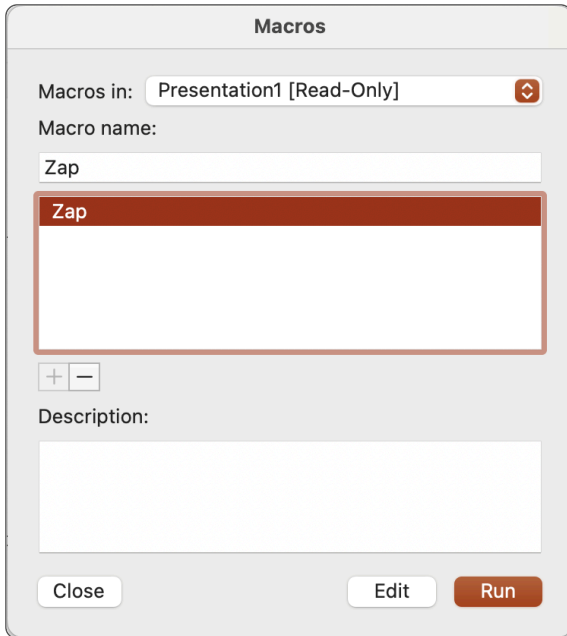 Macros
Macros in: Presentation1 [Read-Only]
Macro name:
Zap
Zap
+ −
Description:
Close Edit Run